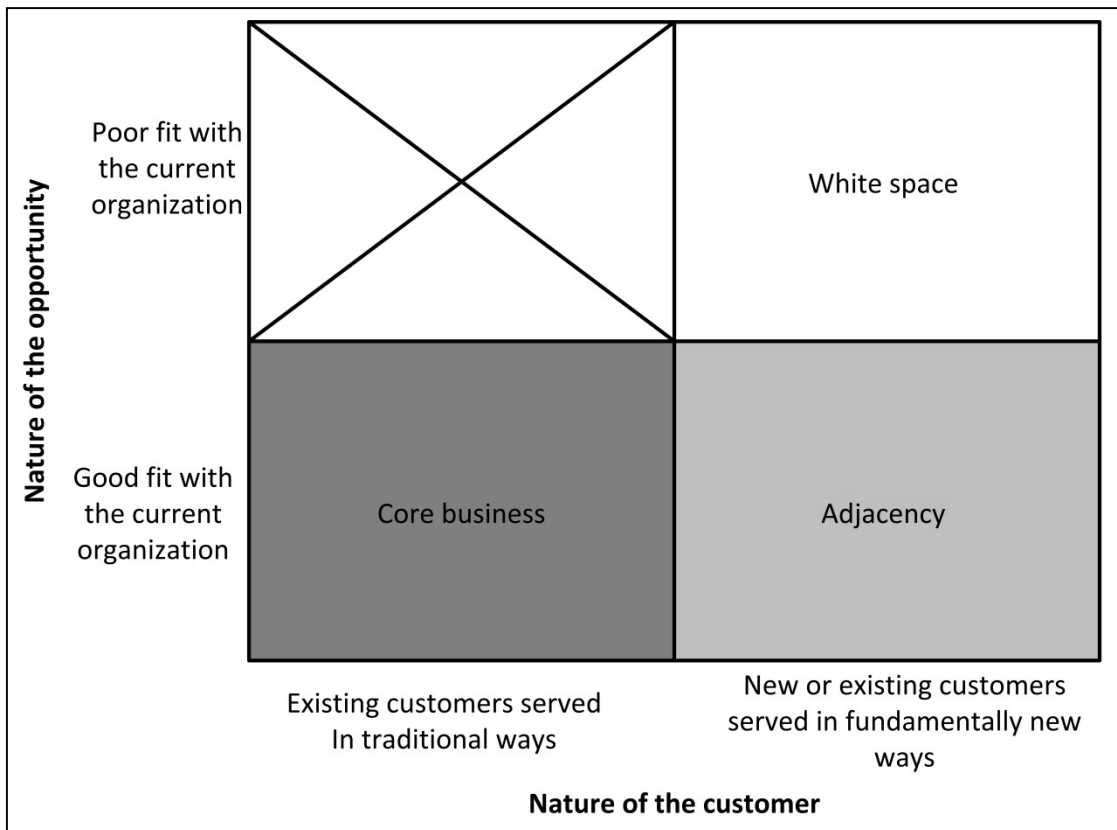 Nature of the opportunity
Poor fit with
the current
organization
White space
Good fit with
the current
organization
Core business
Adjacency
Existing customers served
In traditional ways
New or existing customers
served in fundamentally new
ways
Nature of the customer